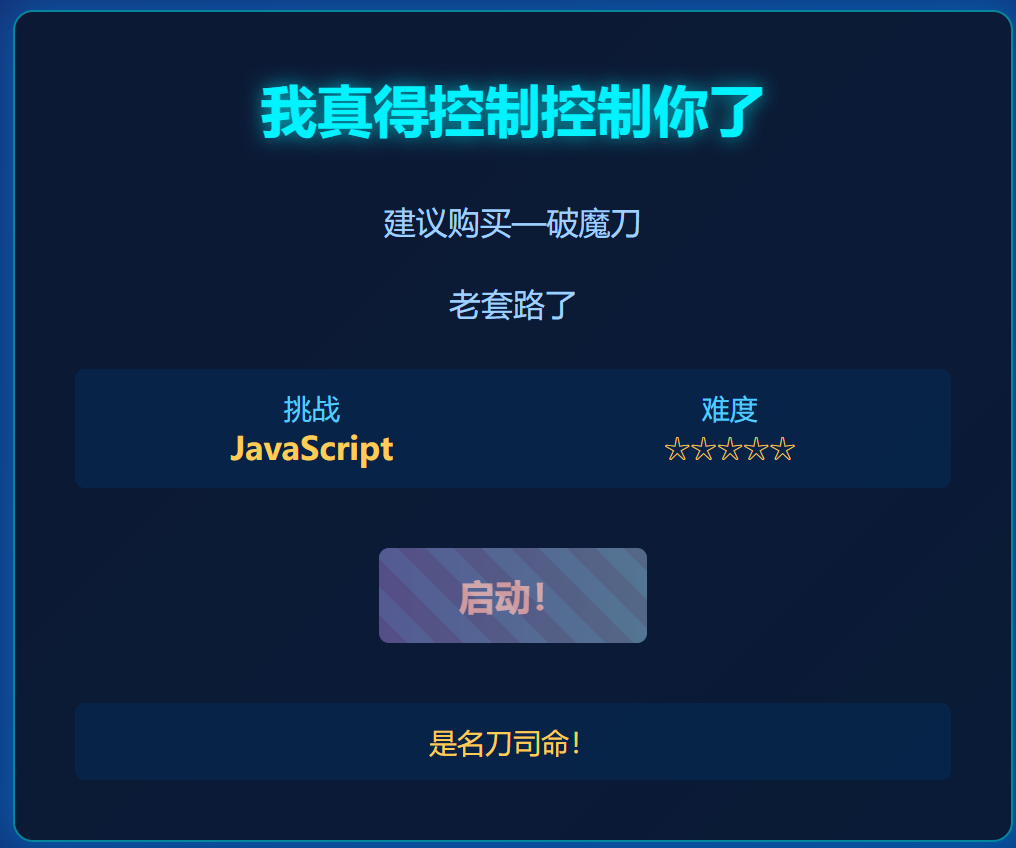 我真得控制控制你了
建议购买—破魔刀
老套路了
挑战
难度
JavaScript
☆☆☆☆☆
启动！
是名刀司命！